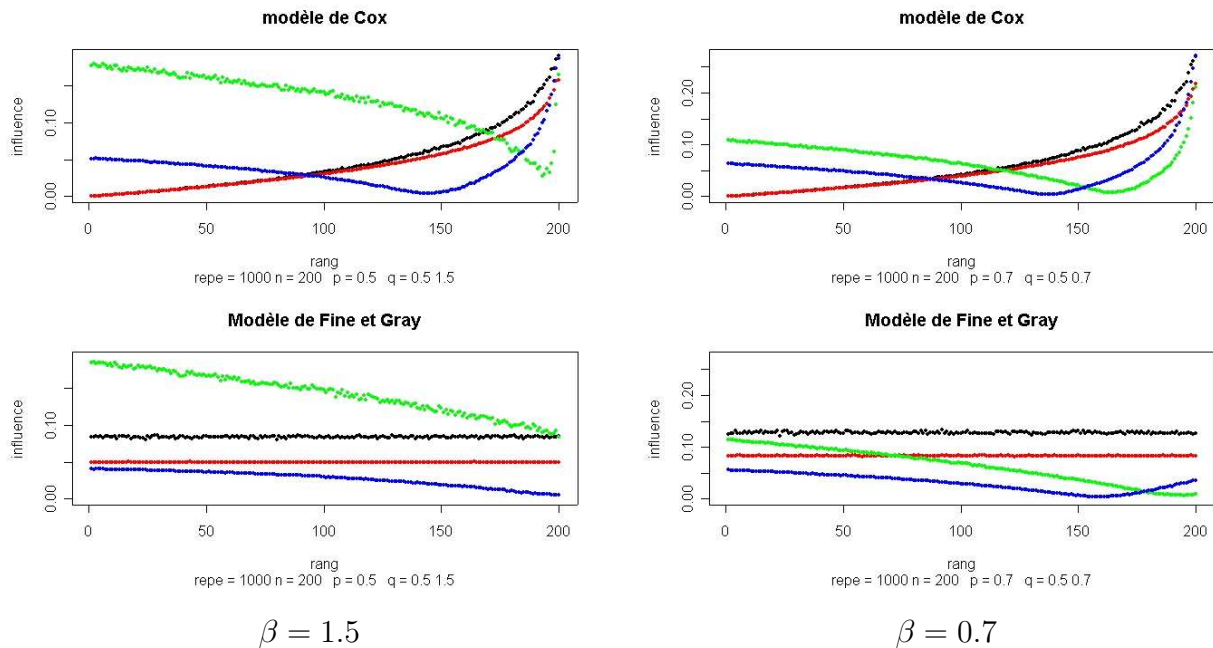 modèle de Cox
influence
0.00 0.10
0 50 100 150 200
rang
repe = 1000 n = 200 p = 0.5 q = 0.5 1.5
modèle de Cox
influence
0.00 0.10 0.20
0 50 100 150 200
rang
repe = 1000 n = 200 p = 0.7 q = 0.5 0.7
Modèle de Fine et Gray
influence
0.00 0.10
0 50 100 150 200
rang
repe = 1000 n = 200 p = 0.5 q = 0.5 1.5
Modèle de Fine et Gray
influence
0.00 0.10 0.20
0 50 100 150 200
rang
repe = 1000 n = 200 p = 0.7 q = 0.5 0.7
β = 1.5
β = 0.7